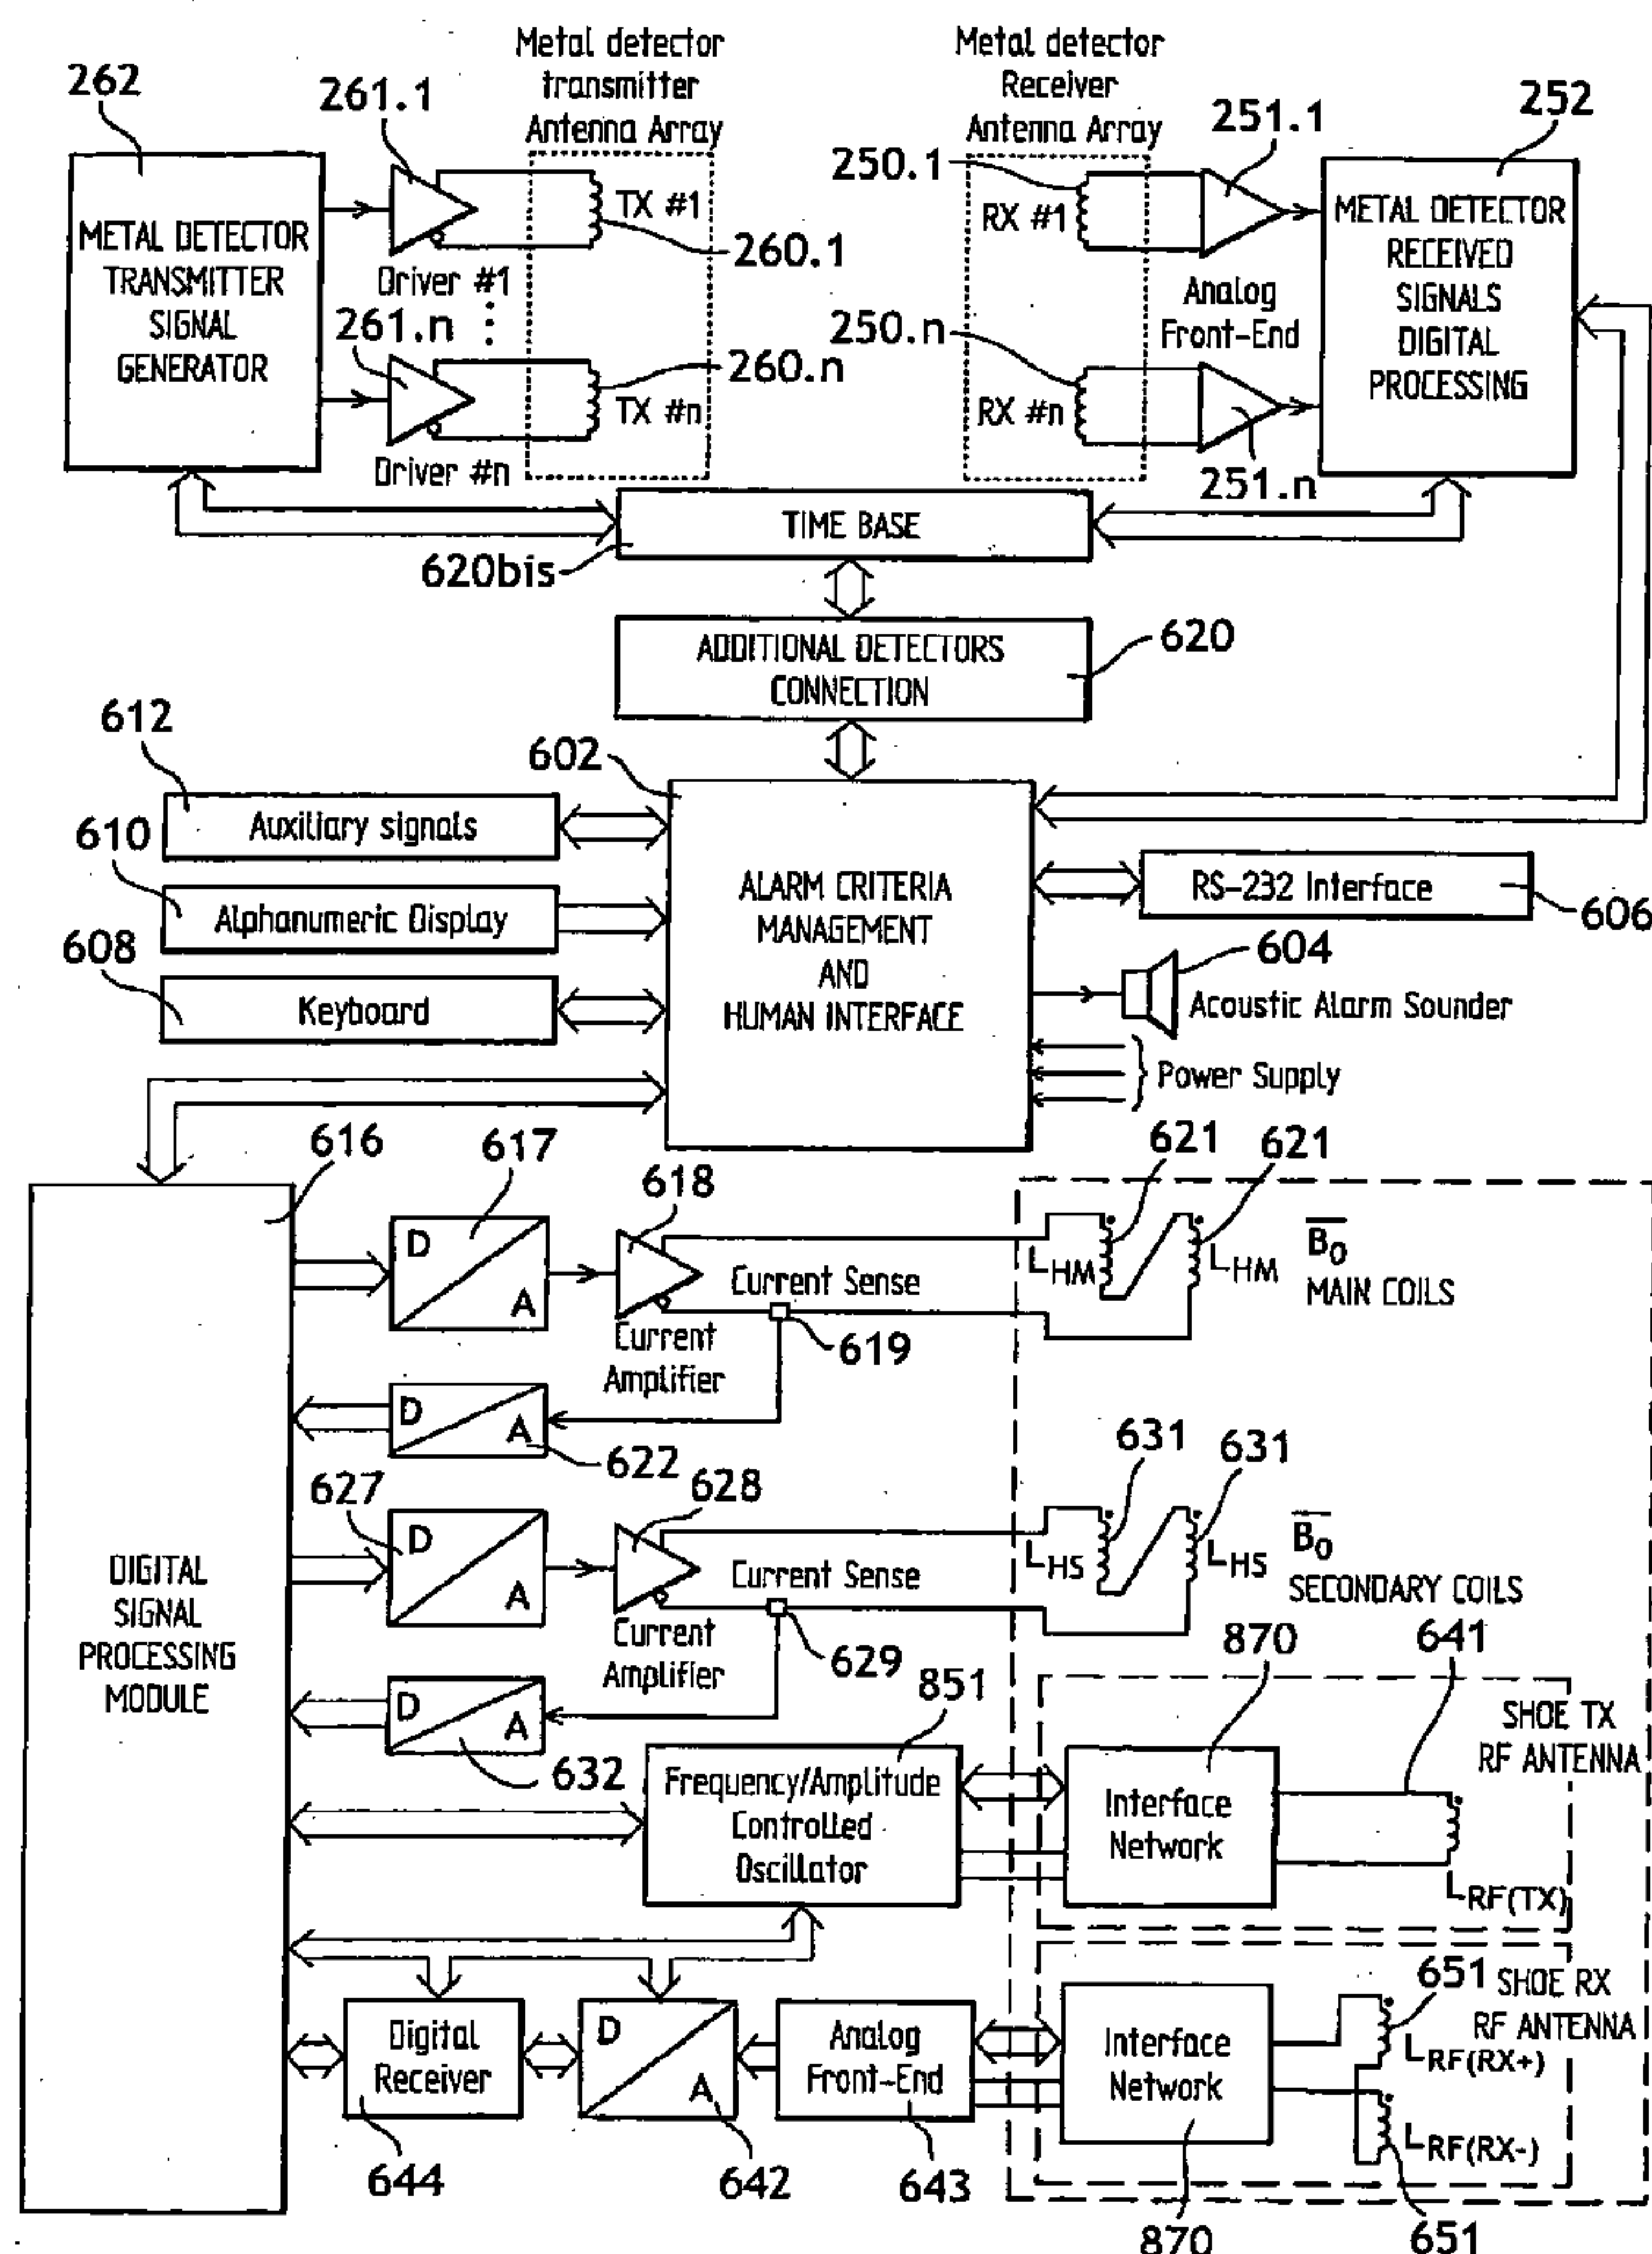 262
261.1
Metal detector
transmitter
Antenna Array
Metal detector
Receiver
Antenna Array
251.1
252
250.1
METAL DETECTOR
TRANSMITTER
SIGNAL
GENERATOR
TX #1
260.1
Driver #1
261.n
260.n
TX #n
Driver #n
RX #1
Analog
Front-End
250.n
RX #n
251.n
METAL DETECTOR
RECEIVED
SIGNALS
DIGITAL
PROCESSING
TIME BASE
620bis
ADDITIONAL DETECTORS
CONNECTION
620
612
602
Auxiliary signals
610
Alphanumeric Display
608
Keyboard
ALARM CRITERIA
MANAGEMENT
AND
HUMAN INTERFACE
RS-232 Interface
606
604
Acoustic Alarm Sounder
Power Supply
616
617
618
621
621
D
A
Current Sense
LHM
LHM
B0
MAIN COILS
Current
Amplifier
619
D
A
622
627
628
631
631
D
A
Current Sense
LHS
LHS
B0
SECONDARY COILS
Current
Amplifier
629
DIGITAL
SIGNAL
PROCESSING
MODULE
D
A
632
851
870
641
Frequency/Amplitude
Controlled
Oscillator
Interface
Network
SHOE TX
RF ANTENNA
LRF(TX)
Digital
Receiver
D
A
Analog
Front-End
Interface
Network
651
SHOE RX
RF ANTENNA
LRF(RX+)
LRF(RX-)
644
642
643
870
651